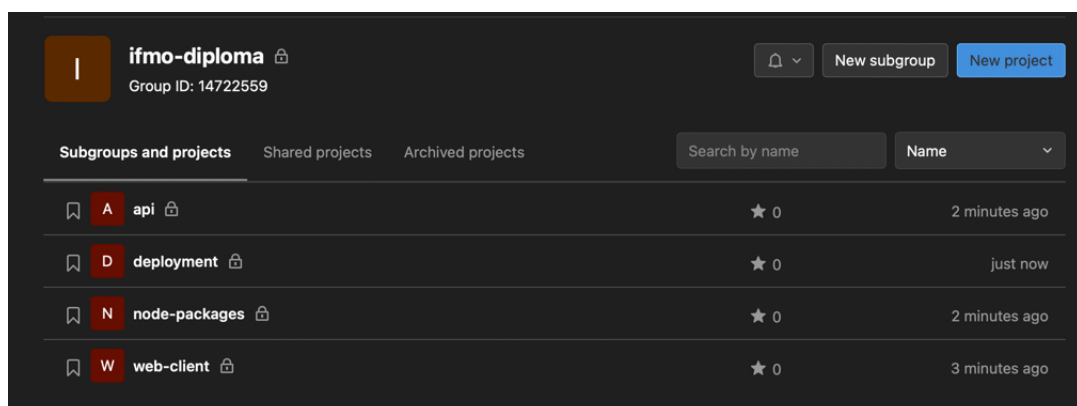 I
ifmo-diploma
Group ID: 14722559
New subgroup
New project
Subgroups and projects Shared projects Archived projects
Search by name
Name
A api 0 2 minutes ago
D deployment 0 just now
N node-packages 0 2 minutes ago
W web-client 0 3 minutes ago